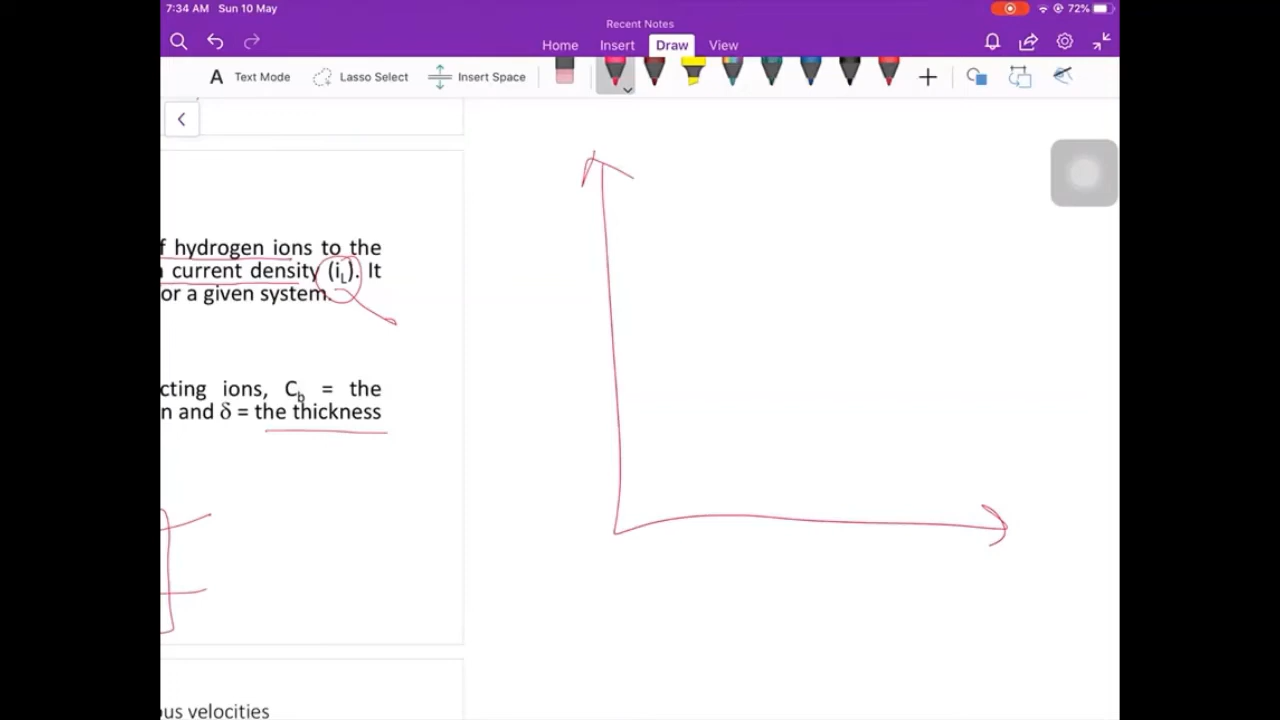 7:34 AM Sun 10 May
72%
Recent Notes
Home Insert Draw View
A Text Mode Lasso Select Insert Space
f hydrogen ions to the
current density (iL). It
or a given system.
cting ions, Cb = the
n and δ = the thickness
ous velocities